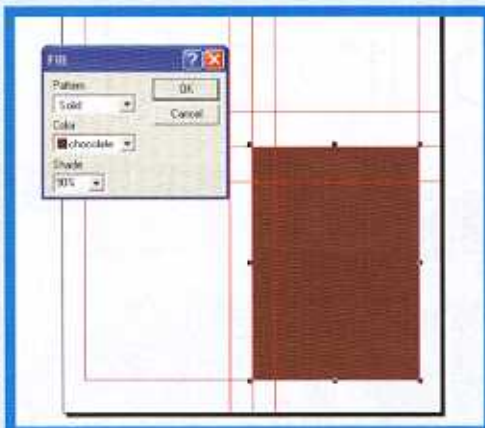 Fill
Pattern
OK
Solid
Cancel
Color
chocolate
Shade
90%